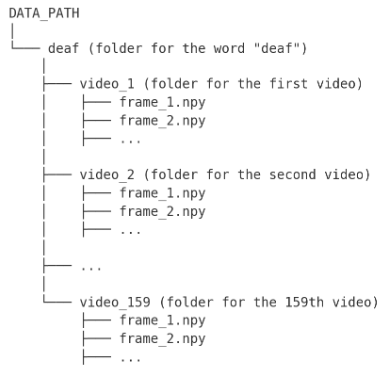 DATA_PATH
│
└── deaf (folder for the word "deaf")
    │
    ├── video_1 (folder for the first video)
    │   ├── frame_1.npy
    │   ├── frame_2.npy
    │   ├── ...
    │
    ├── video_2 (folder for the second video)
    │   ├── frame_1.npy
    │   ├── frame_2.npy
    │   ├── ...
    │
    ├── ...
    │
    └── video_159 (folder for the 159th video)
        ├── frame_1.npy
        ├── frame_2.npy
        ├── ...